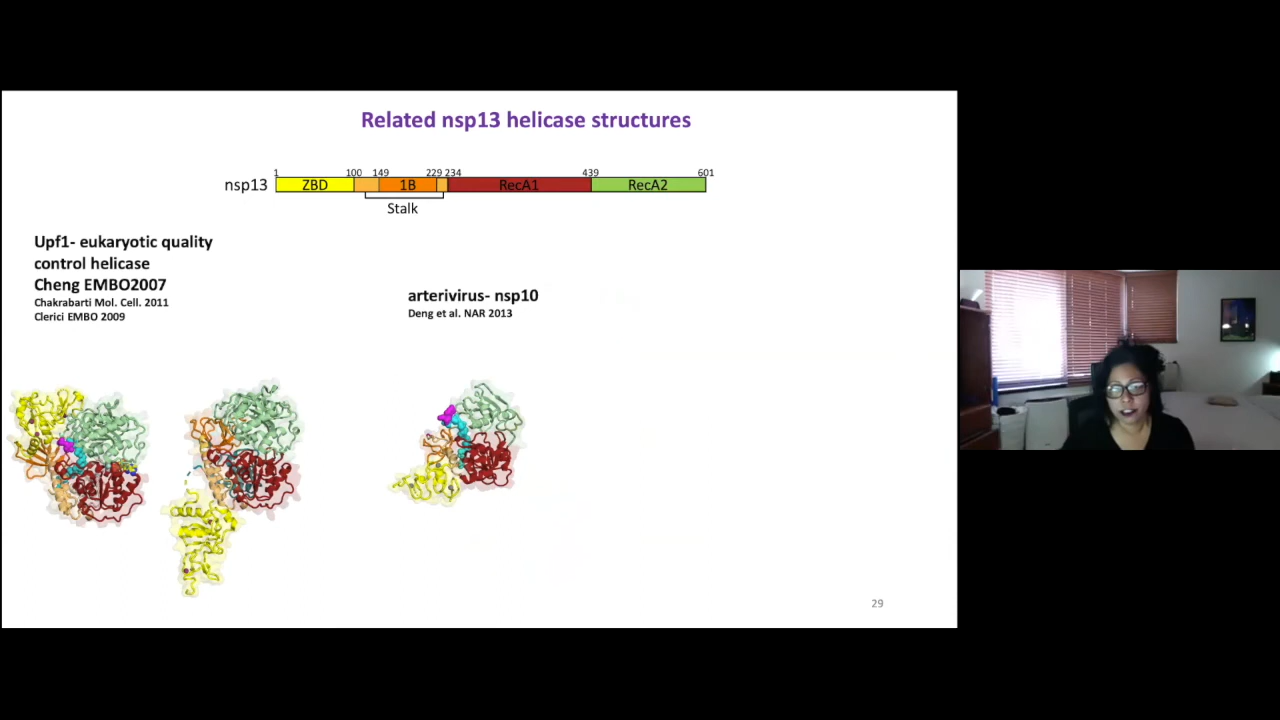 Related nsp13 helicase structures
1 100 149 229 234 439 601
nsp13 ZBD 1B RecA1 RecA2
Stalk
Upf1- eukaryotic quality
control helicase
Cheng EMBO2007
Chakrabarti Mol. Cell. 2011
Clerici EMBO 2009
arterivirus- nsp10
Deng et al. NAR 2013
29